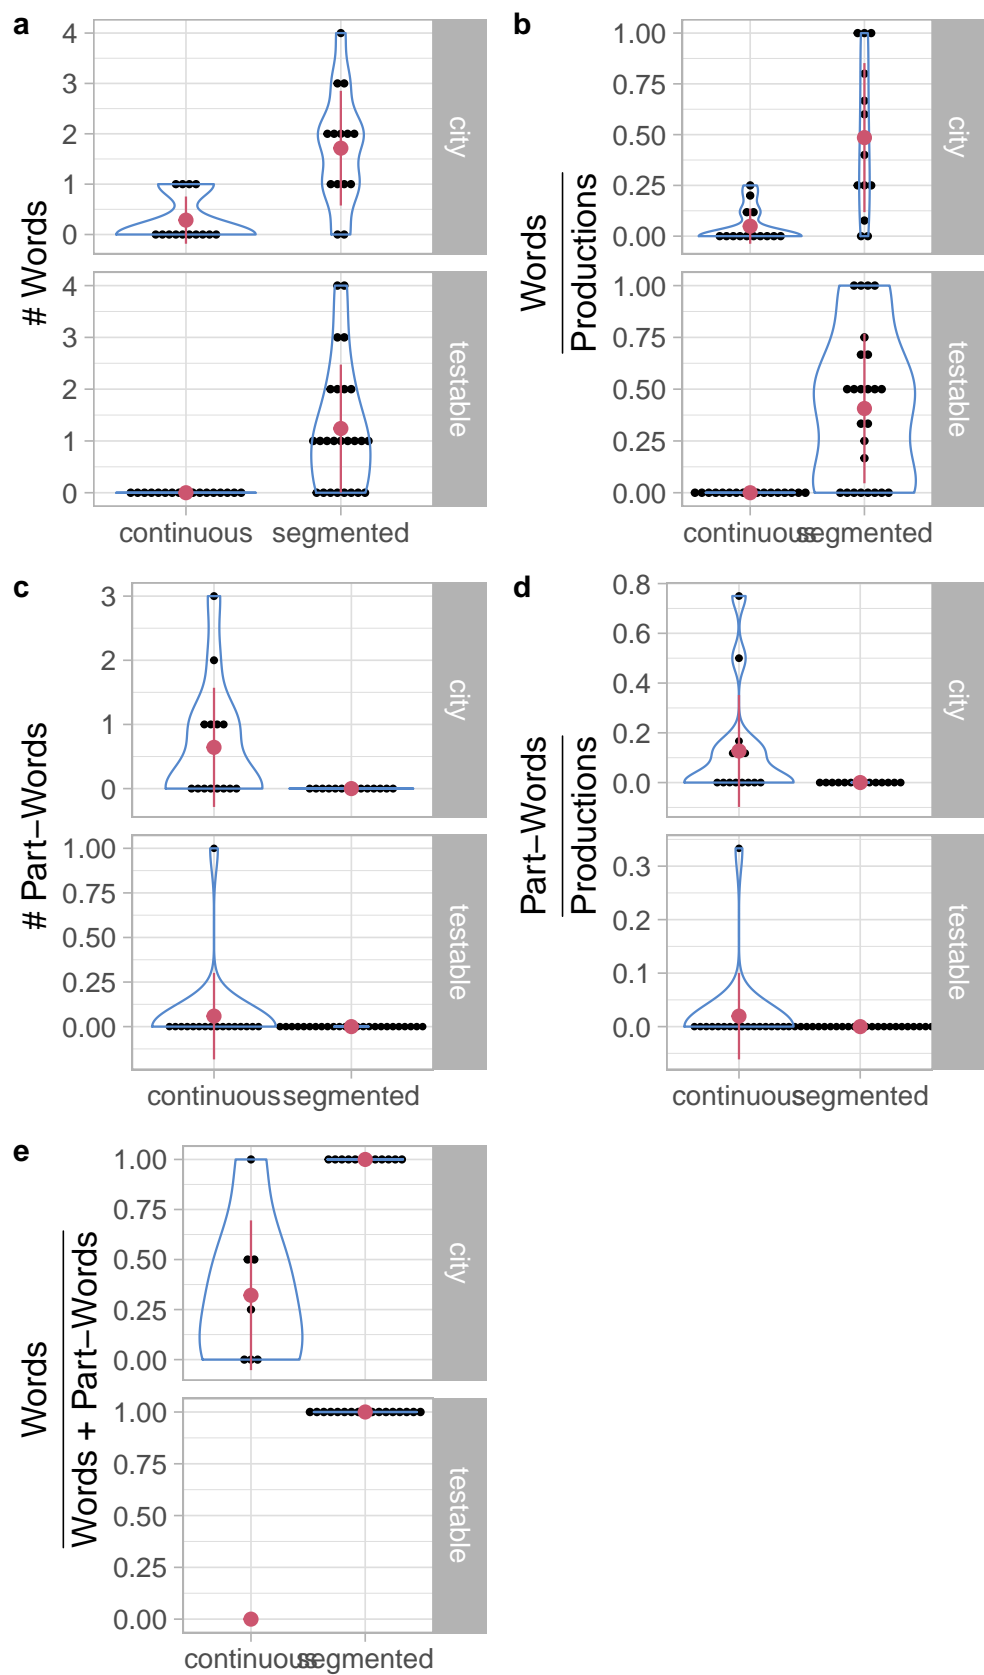 a
# Words
4
3
2
1
0
city
4
3
2
1
0
testable
continuous segmented
b
Words
Productions
1.00
0.75
0.50
0.25
0.00
city
1.00
0.75
0.50
0.25
0.00
testable
continuous segmented
c
# Part–Words
3
2
1
0
city
1.00
0.75
0.50
0.25
0.00
testable
continuous segmented
d
Part–Words
Productions
0.8
0.6
0.4
0.2
0.0
city
0.3
0.2
0.1
0.0
testable
continuous segmented
e
Words
Words + Part–Words
1.00
0.75
0.50
0.25
0.00
city
1.00
0.75
0.50
0.25
0.00
testable
continuous segmented